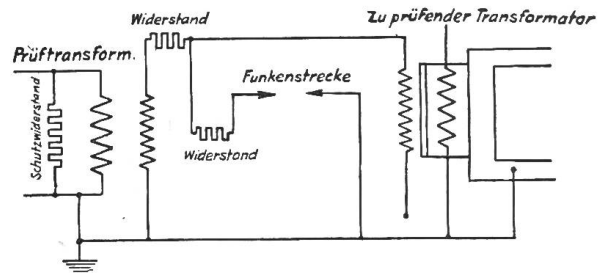 Widerstand
Zu prüfender Transformator
Prüftransform.
Funkenstrecke
Schutzwiderstand
Widerstand